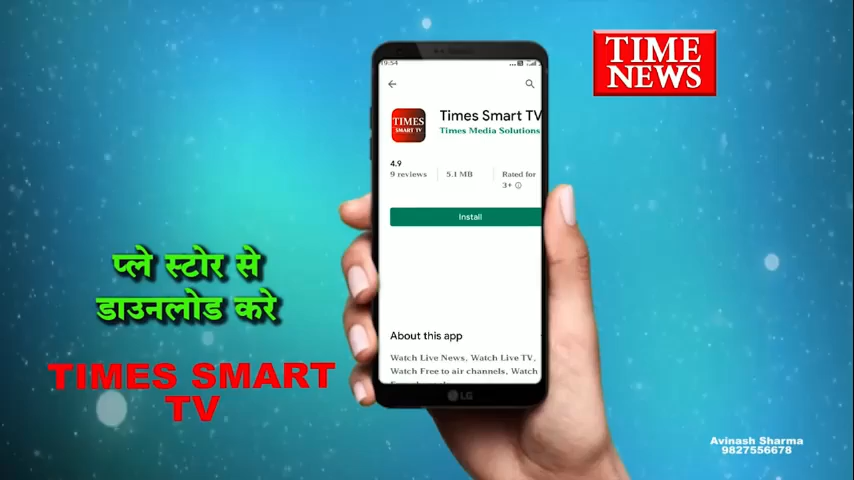 TIME
NEWS
19:54
Times Smart TV
Times Media Solutions
TIMES
SMART TV
4.9
9 reviews
5.1 MB
Rated for
3+
Install
प्ले स्टोर से
डाउनलोड करे
TIMES SMART
TV
About this app
Watch Live News, Watch Live TV,
Watch Free to air channels, Watch
LG
Avinash Sharma
9827556678